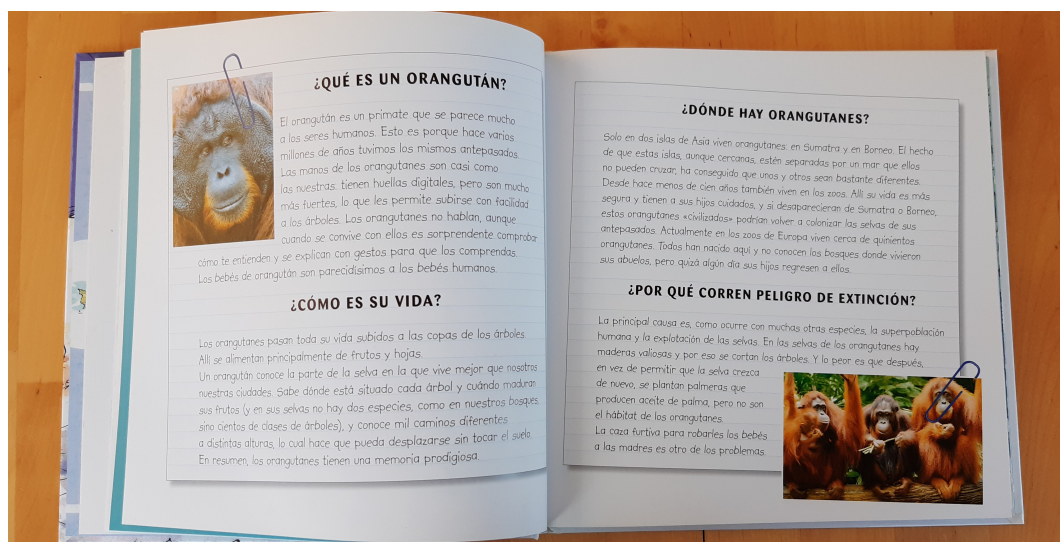 ¿QUÉ ES UN ORANGUTÁN?
El orangután es un primate que se parece mucho
a los seres humanos. Esto es porque hace varios
millones de años tuvimos los mismos antepasados.
Las manos de los orangutanes son casi como
las nuestras: tienen huellas digitales, pero son mucho
más fuertes, lo que les permite subirse con facilidad
a los árboles. Los orangutanes no hablan, aunque
cuando se convive con ellos es sorprendente comprobar
cómo te entienden y se explican con gestos para que los comprendas.
Los bebés de orangután son parecidísimos a los bebés humanos.
¿CÓMO ES SU VIDA?
Los orangutanes pasan toda su vida subidos a las copas de los árboles.
Allí se alimentan principalmente de frutos y hojas.
Un orangután conoce la parte de la selva en la que vive mejor que nosotros
nuestras ciudades. Sabe dónde está situado cada árbol y cuándo maduran
sus frutos (y en sus selvas no hay dos especies, como en nuestros bosques,
sino cientos de clases de árboles), y conoce mil caminos diferentes
a distintas alturas, lo cual hace que pueda desplazarse sin tocar el suelo.
En resumen, los orangutanes tienen una memoria prodigiosa.
¿DÓNDE HAY ORANGUTANES?
Solo en dos islas de Asia viven orangutanes: en Sumatra y en Borneo. El hecho
de que estas islas, aunque cercanas, estén separadas por un mar que ellos
no pueden cruzar, ha conseguido que unos y otros sean bastante diferentes.
Desde hace menos de cien años también viven en los zoos. Allí su vida es más
segura y tienen a sus hijos cuidados, y si desaparecieran de Sumatra o Borneo,
estos orangutanes «civilizados» podrían volver a colonizar las selvas de sus
antepasados. Actualmente en los zoos de Europa viven cerca de quinientos
orangutanes. Todos han nacido aquí y no conocen los bosques donde vivieron
sus abuelos, pero quizá algún día sus hijos regresen a ellos.
¿POR QUÉ CORREN PELIGRO DE EXTINCIÓN?
La principal causa es, como ocurre con muchas otras especies, la superpoblación
humana y la explotación de las selvas. En las selvas de los orangutanes hay
maderas valiosas y por eso se cortan los árboles. Y lo peor es que después,
en vez de permitir que la selva crezca
de nuevo, se plantan palmeras que
producen aceite de palma, pero no son
el hábitat de los orangutanes.
La caza furtiva para robarles los bebés
a las madres es otro de los problemas.